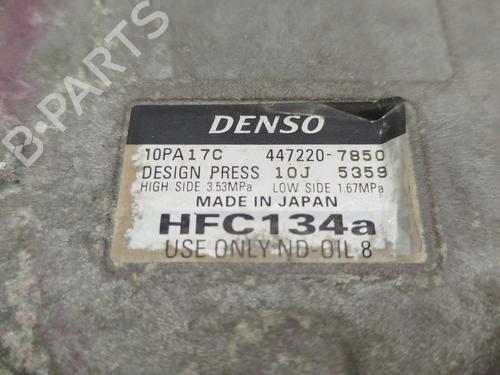 B-PARTS
DENSO
10PA17C 447220-7850
DESIGN PRESS 10J 5359
HIGH SIDE 3.53MPa LOW SIDE 1.67MPa
MADE IN JAPAN
HFC134a
USE ONLY ND-OIL 8